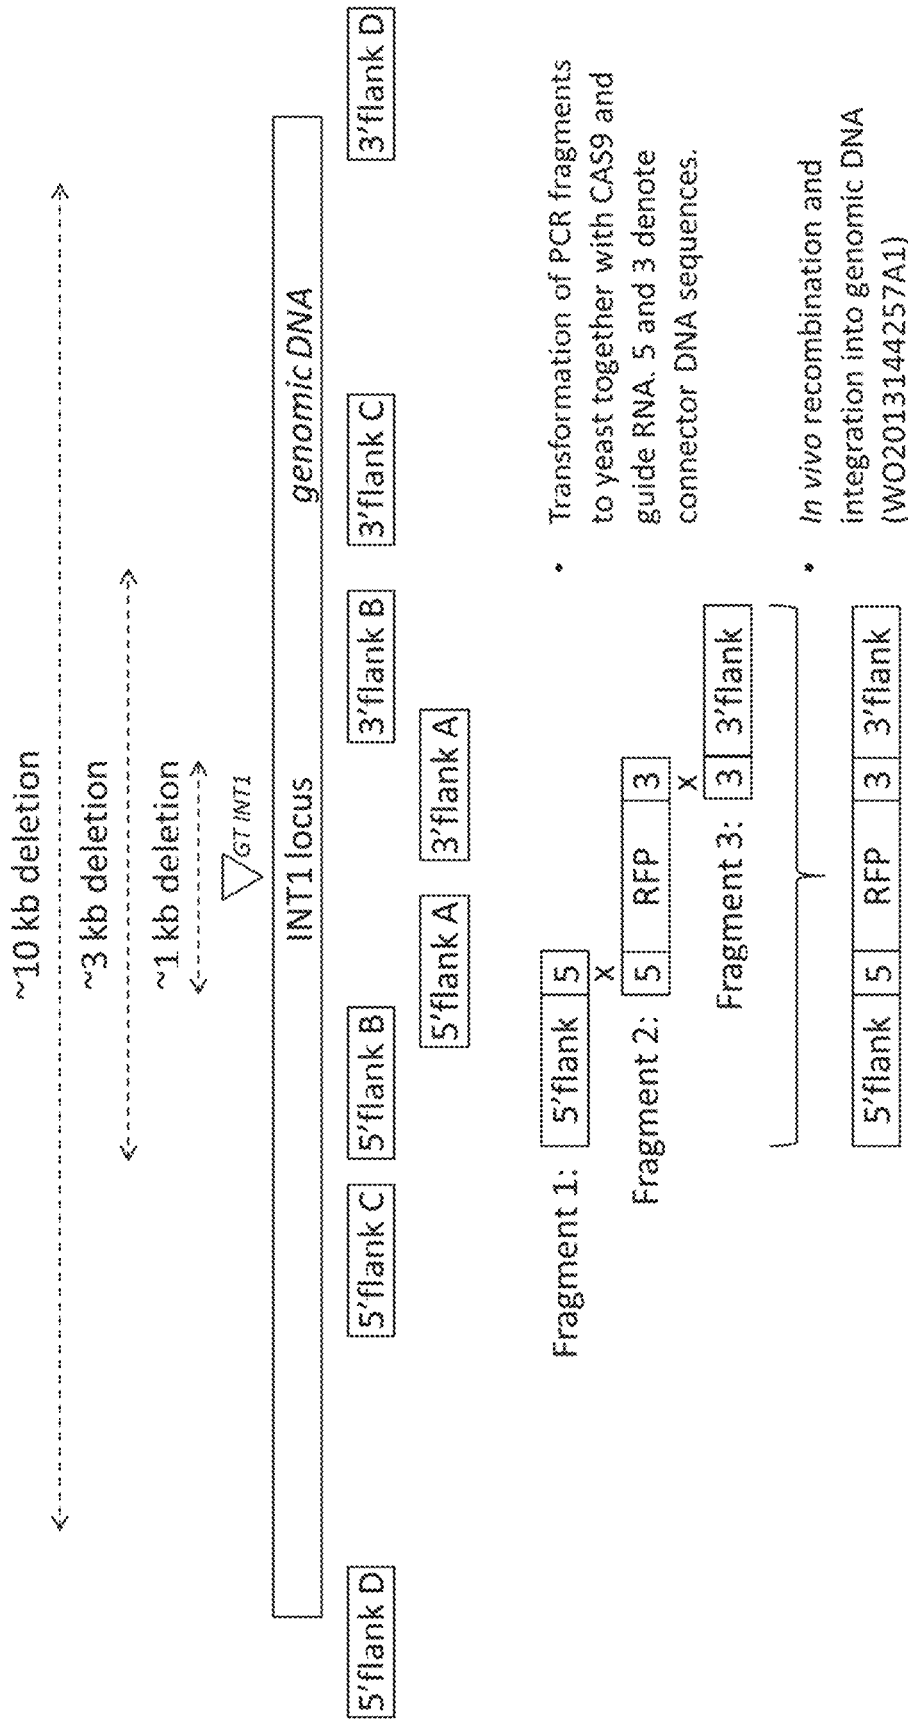 ~10 kb deletion
~3 kb deletion
~1 kb deletion
GT INT1
INT1 locus
genomic DNA
5'flank D
5'flank C
5'flank B
3'flank B
3'flank C
3'flank D
5'flank A
3'flank A
Fragment 1:
5'flank
5
x
Fragment 2:
5
RFP
3
x
Fragment 3:
3
3'flank
• Transformation of PCR fragments
to yeast together with CAS9 and
guide RNA. 5 and 3 denote
connector DNA sequences.
5'flank
5
RFP
3
3'flank
• In vivo recombination and
integration into genomic DNA
(WO2013144257A1)